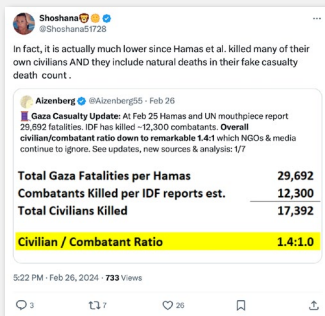 Shoshana
@Shoshana51728
In fact, it is actually much lower since Hamas et al. killed many of their
own civilians AND they include natural deaths in their fake casualty
death count .
Aizenberg @Aizenberg55 · Feb 26
Gaza Casualty Update: At Feb 25 Hamas and UN mouthpiece report
29,692 fatalities. IDF has killed ~12,300 combatants. Overall
civilian/combatant ratio down to remarkable 1.4:1 which NGOs & media
continue to ignore. See updates, new sources & analysis: 1/7
Total Gaza Fatalities per Hamas 29,692
Combatants Killed per IDF reports est. 12,300
Total Civilians Killed 17,392
Civilian / Combatant Ratio 1.4:1.0
5:22 PM · Feb 26, 2024 · 733 Views
3 7 26